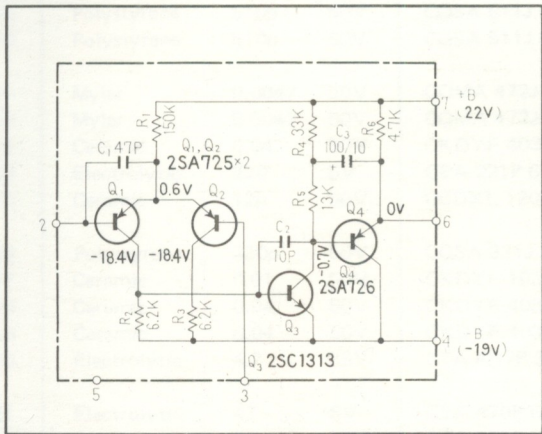 7
+B
(22V)
R1
150K
R4
33K
C3
100/10
R6
4.7K
C1 47P
Q1, Q2
2SA725×2
R5
13K
Q1
0.6V
Q2
Q4
0V
2
6
C2
10P
-18.4V
-18.4V
-0.7V
Q4
2SA726
R2
6.2K
R3
6.2K
Q3
4
-B
(-19V)
Q3 2SC1313
5
3